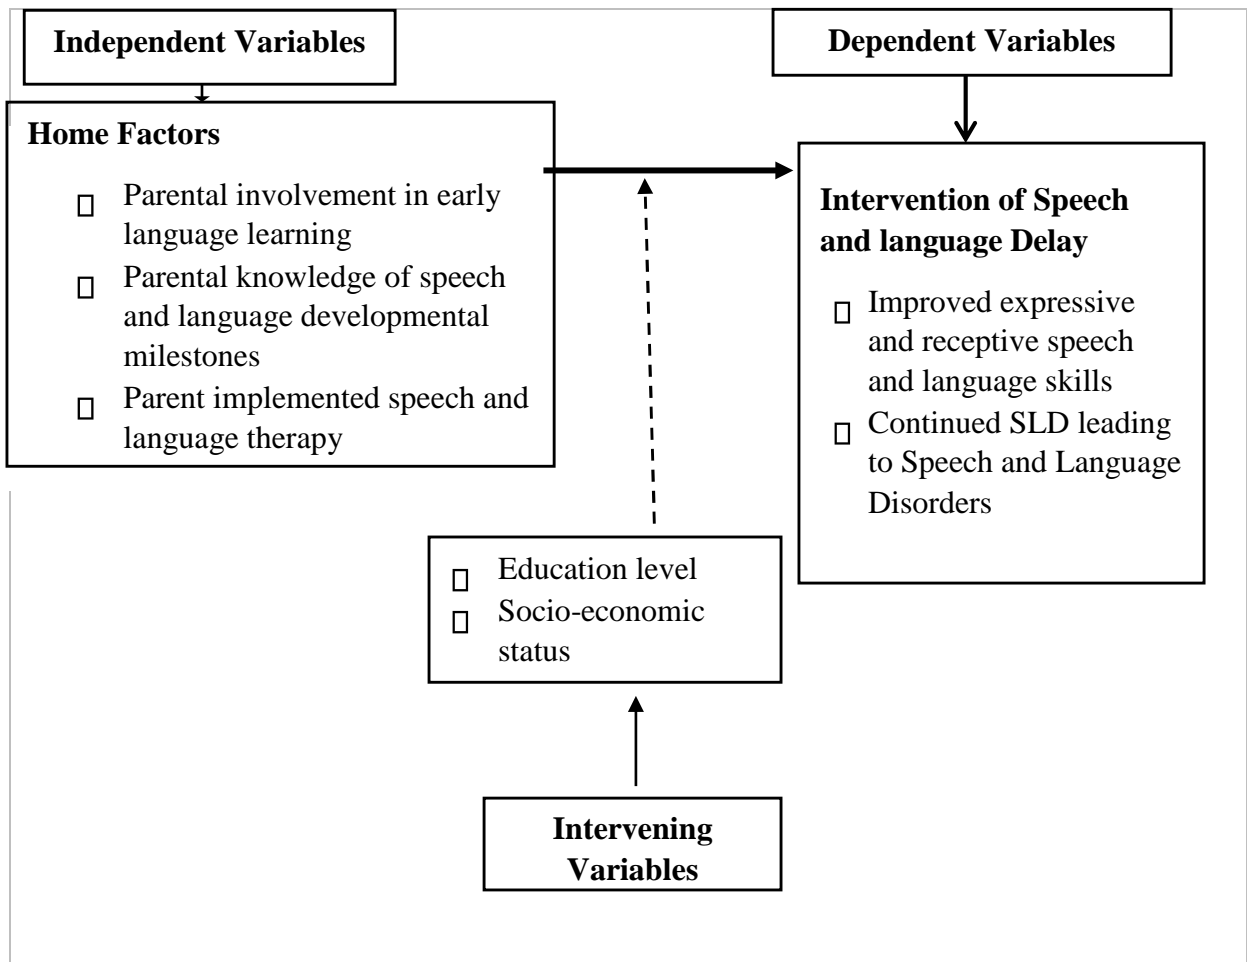 Independent Variables
Dependent Variables
Home Factors
Parental involvement in early
language learning
Parental knowledge of speech
and language developmental
milestones
Parent implemented speech and
language therapy
Intervention of Speech
and language Delay
Improved expressive
and receptive speech
and language skills
Continued SLD leading
to Speech and Language
Disorders
Education level
Socio-economic
status
Intervening
Variables